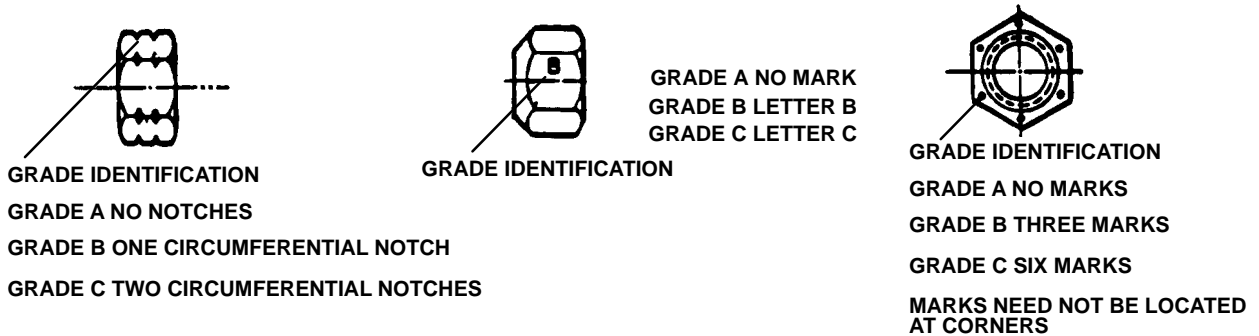 GRADE IDENTIFICATION
GRADE A NO NOTCHES
GRADE B ONE CIRCUMFERENTIAL NOTCH
GRADE C TWO CIRCUMFERENTIAL NOTCHES
B
GRADE IDENTIFICATION
GRADE A NO MARK
GRADE B LETTER B
GRADE C LETTER C
GRADE IDENTIFICATION
GRADE A NO MARKS
GRADE B THREE MARKS
GRADE C SIX MARKS
MARKS NEED NOT BE LOCATED
AT CORNERS